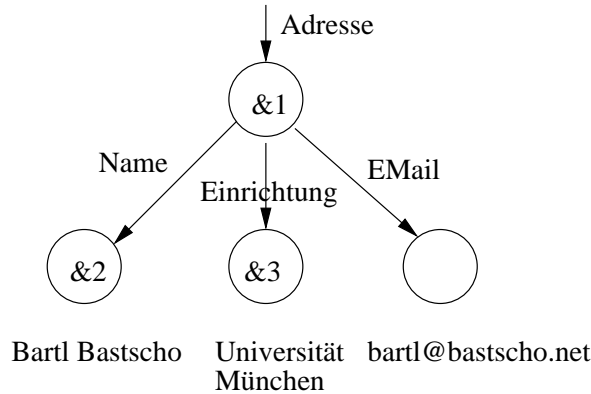 Adresse
&1
Name
EMail
Einrichtung
&2
&3
Bartl Bastscho
Universität
München
bartl@bastscho.net